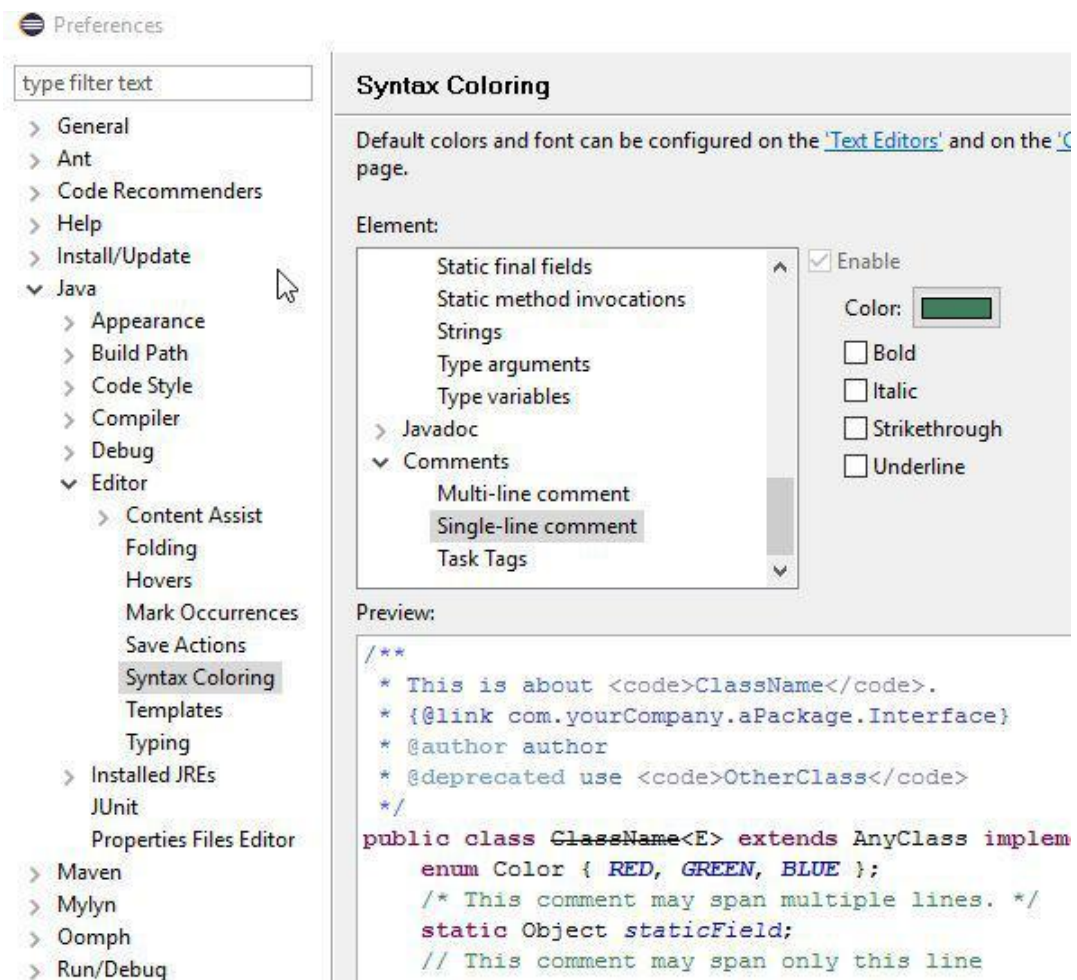 Preferences
type filter text
General
Ant
Code Recommenders
Help
Install/Update
Java
Appearance
Build Path
Code Style
Compiler
Debug
Editor
Content Assist
Folding
Hovers
Mark Occurrences
Save Actions
Syntax Coloring
Templates
Typing
Installed JREs
JUnit
Properties Files Editor
Maven
Mylyn
Oomph
Run/Debug
Syntax Coloring
Default colors and font can be configured on the 'Text Editors' and on the
page.
Element:
Static final fields
Static method invocations
Strings
Type arguments
Type variables
Javadoc
Comments
Multi-line comment
Single-line comment
Task Tags
Enable
Color:
Bold
Italic
Strikethrough
Underline
Preview:
/**
 * This is about <code>ClassName</code>.
 * {@link com.yourCompany.aPackage.Interface}
 * @author author
 * @deprecated use <code>OtherClass</code>
 */
public class ClassName<E> extends AnyClass implem
enum Color { RED, GREEN, BLUE };
/* This comment may span multiple lines. */
static Object staticField;
// This comment may span only this line